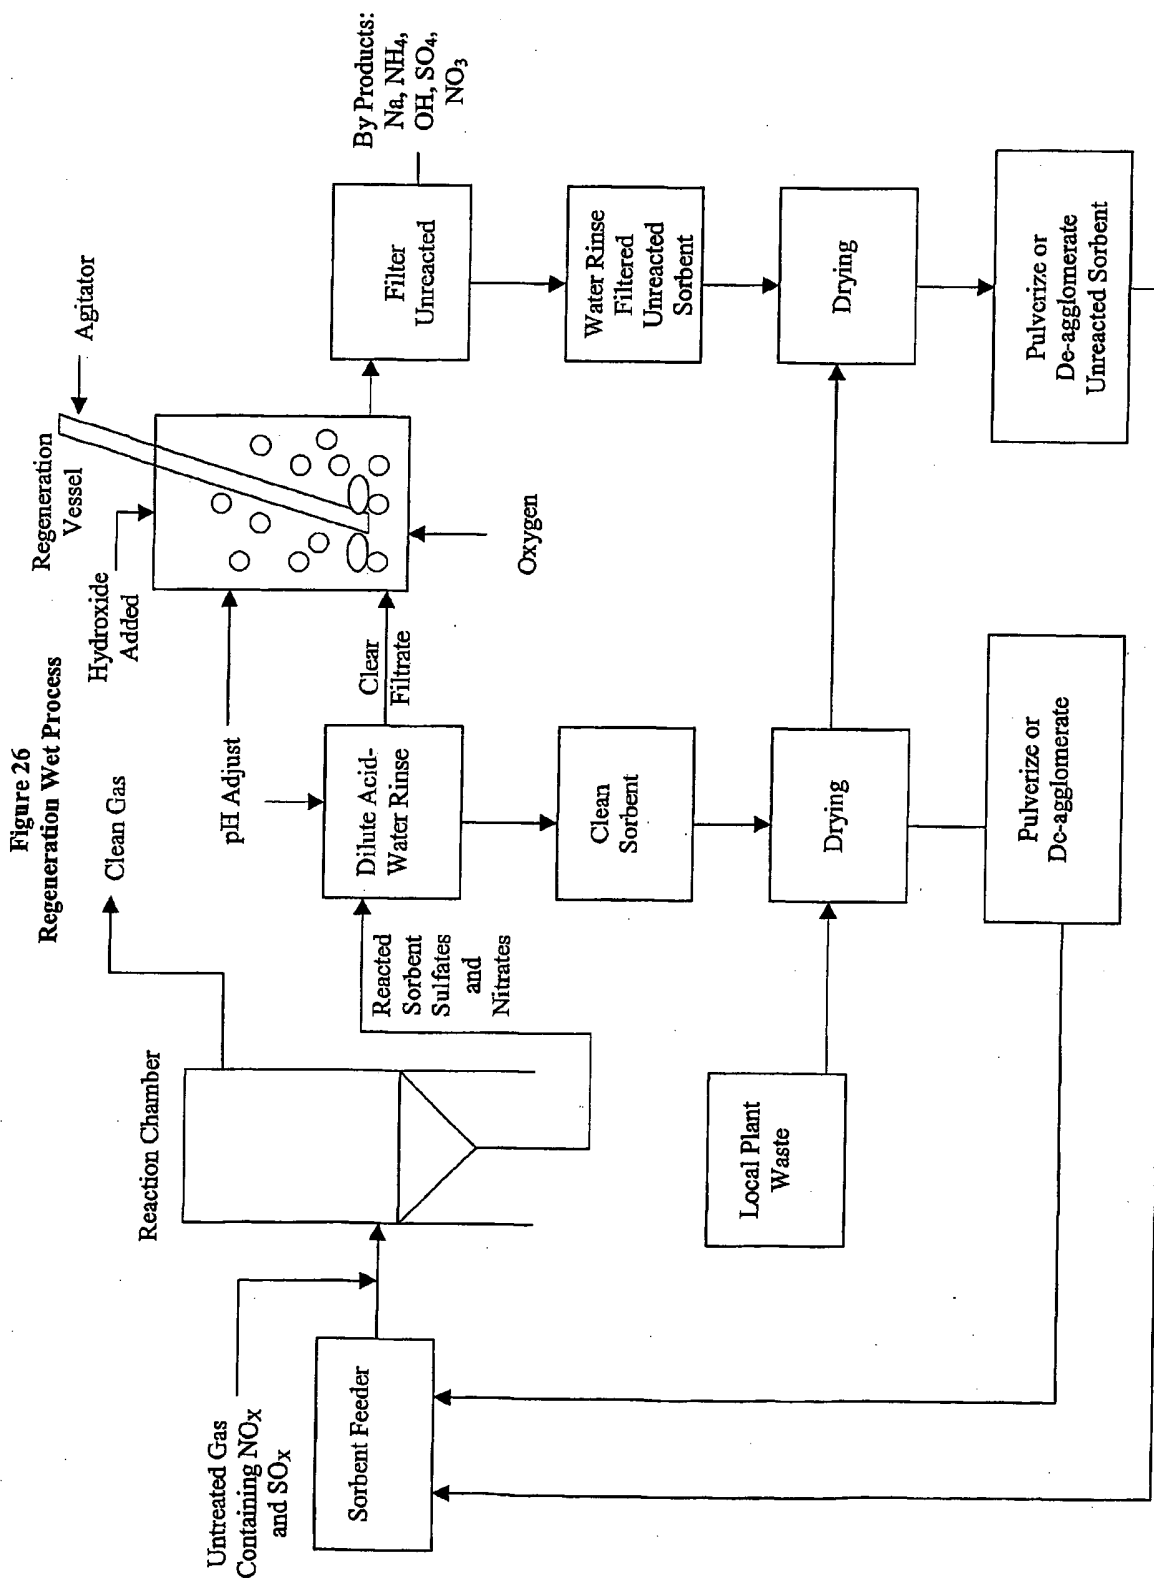 Figure 26
Regeneration Wet Process
Untreated Gas
Containing NOX
and SOX
Sorbent Feeder
Reaction Chamber
Clean Gas
Reacted
Sorbent
Sulfates
and
Nitrates
pH Adjust
Dilute Acid-
Water Rinse
Clear
Filtrate
Hydroxide
Added
Regeneration
Vessel
Agitator
Oxygen
Filter
Unreacted
By Products:
Na, NH4,
OH, SO4,
NO3
Clean
Sorbent
Water Rinse
Filtered
Unreacted
Sorbent
Local Plant
Waste
Drying
Drying
Pulverize or
De-agglomerate
Pulverize or
De-agglomerate
Unreacted Sorbent